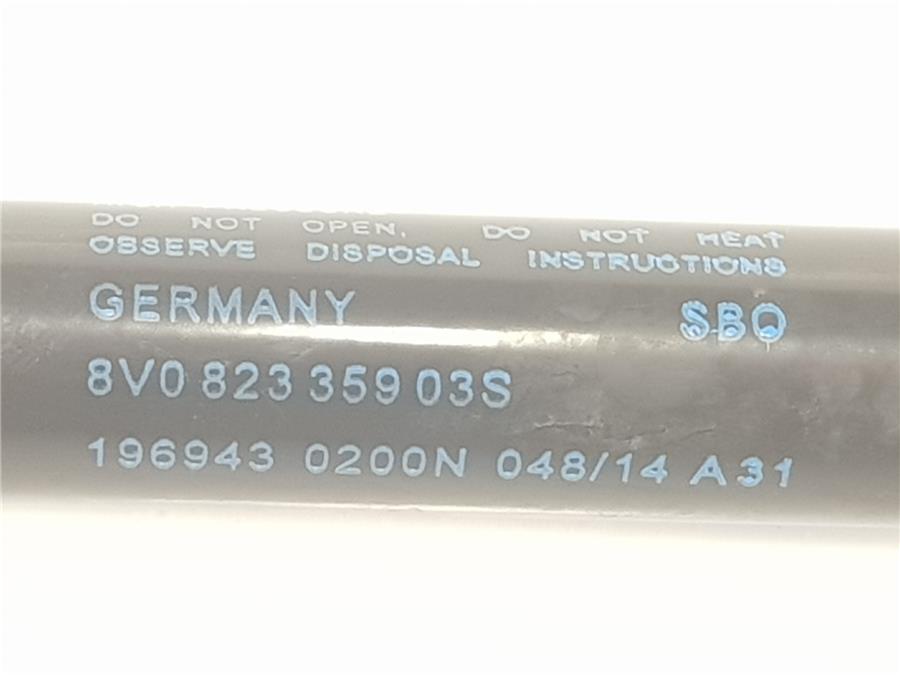 DO NOT OPEN, DO NOT HEAT
OBSERVE DISPOSAL INSTRUCTIONS
GERMANY SBQ
8V0 823 359 03S
196943 0200N 048/14 A31